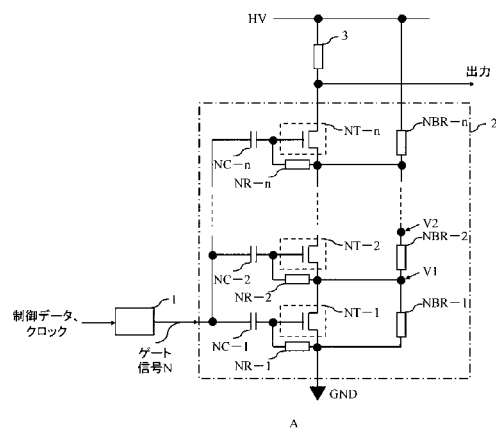 HV
3
出力
NT－n
NBR－n
2
NC－n
NR－n
V2
NT－2
NBR－2
NC－2
V1
NR－2
1
NT－1
NBR－1
制御データ、
クロック
ゲート
信号N
NC－1
NR－1
GND
A